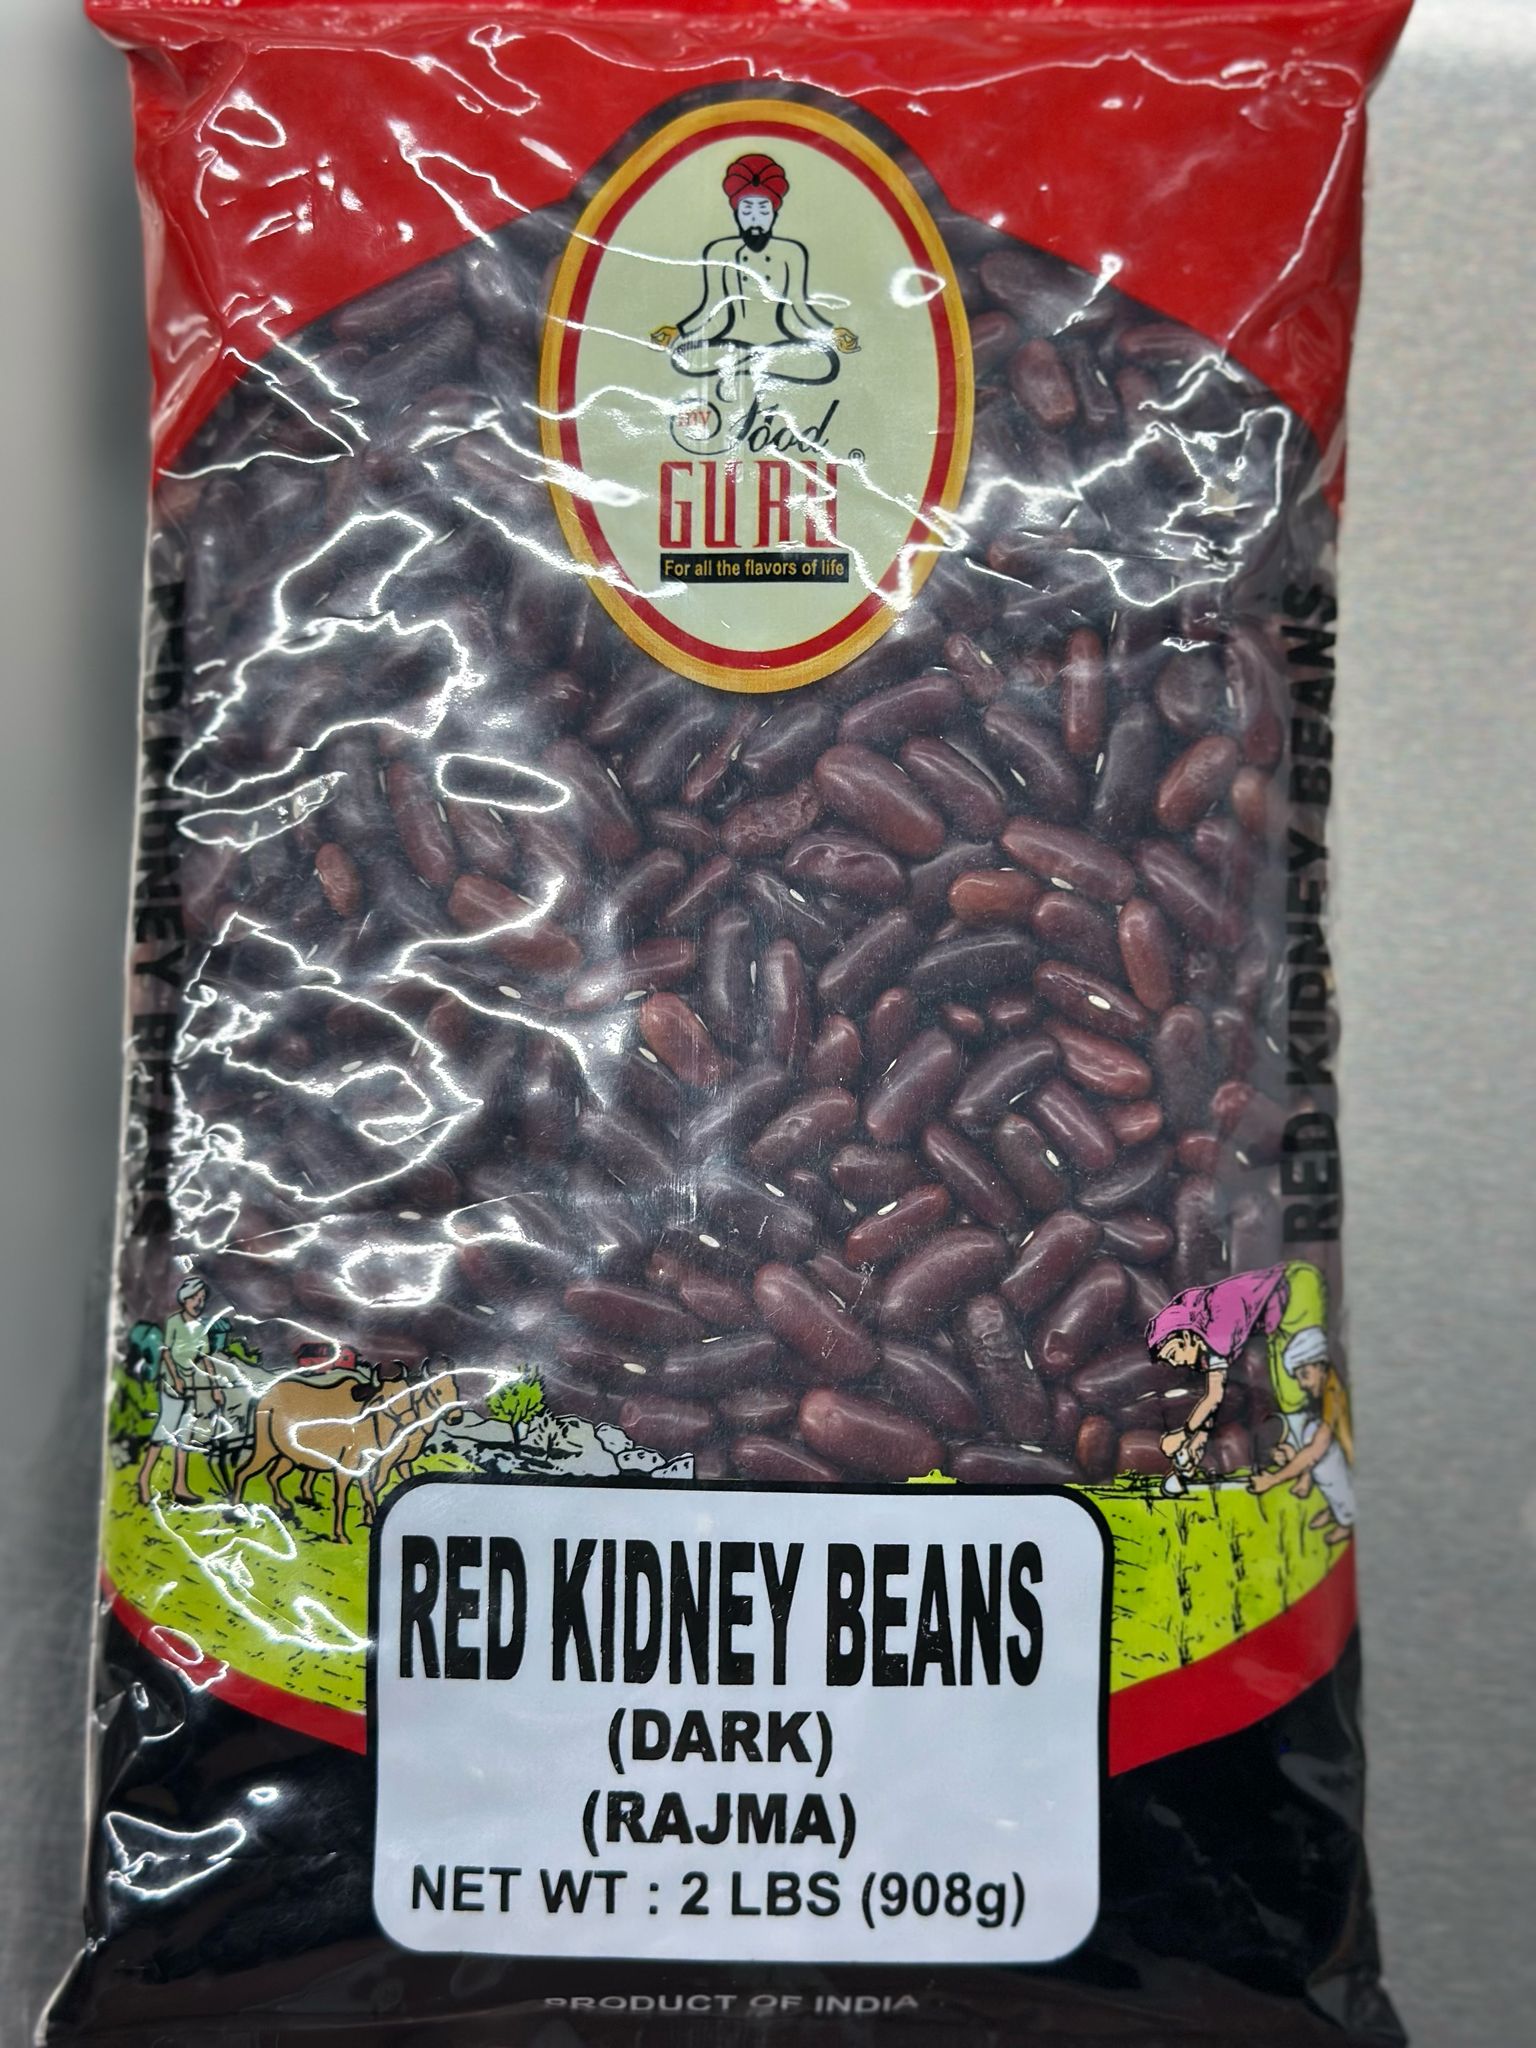 my Food
GURU®
For all the flavors of life
RED KIDNEY BEANS
RED KIDNEY BEANS
RED KIDNEY BEANS
(DARK)
(RAJMA)
NET WT : 2 LBS (908g)
PRODUCT OF INDIA